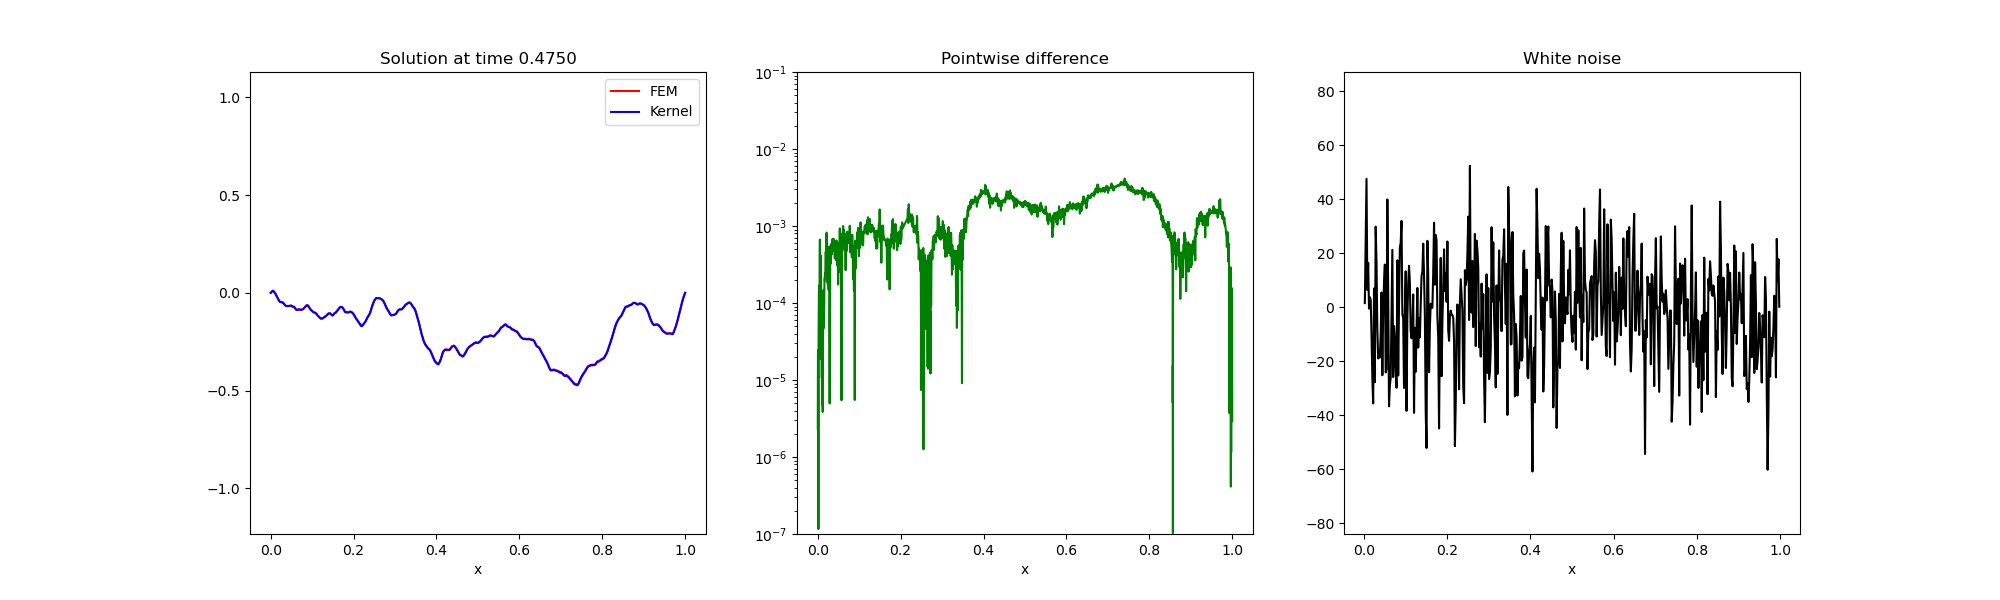 Solution at time 0.4750
1.0
0.5
0.0
−0.5
−1.0
0.0 0.2 0.4 0.6 0.8 1.0
x
FEM
Kernel
Pointwise difference
10⁻¹
10⁻²
10⁻³
10⁻⁴
10⁻⁵
10⁻⁶
10⁻⁷
0.0 0.2 0.4 0.6 0.8 1.0
x
White noise
80
60
40
20
0
−20
−40
−60
−80
0.0 0.2 0.4 0.6 0.8 1.0
x